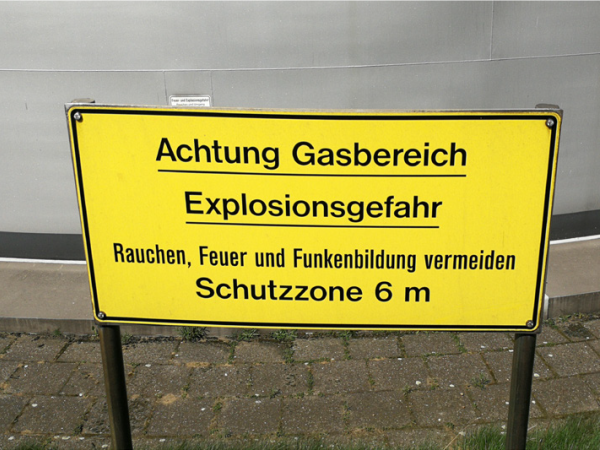 Achtung Gasbereich
Explosionsgefahr
Rauchen, Feuer und Funkenbildung vermeiden
Schutzzone 6 m